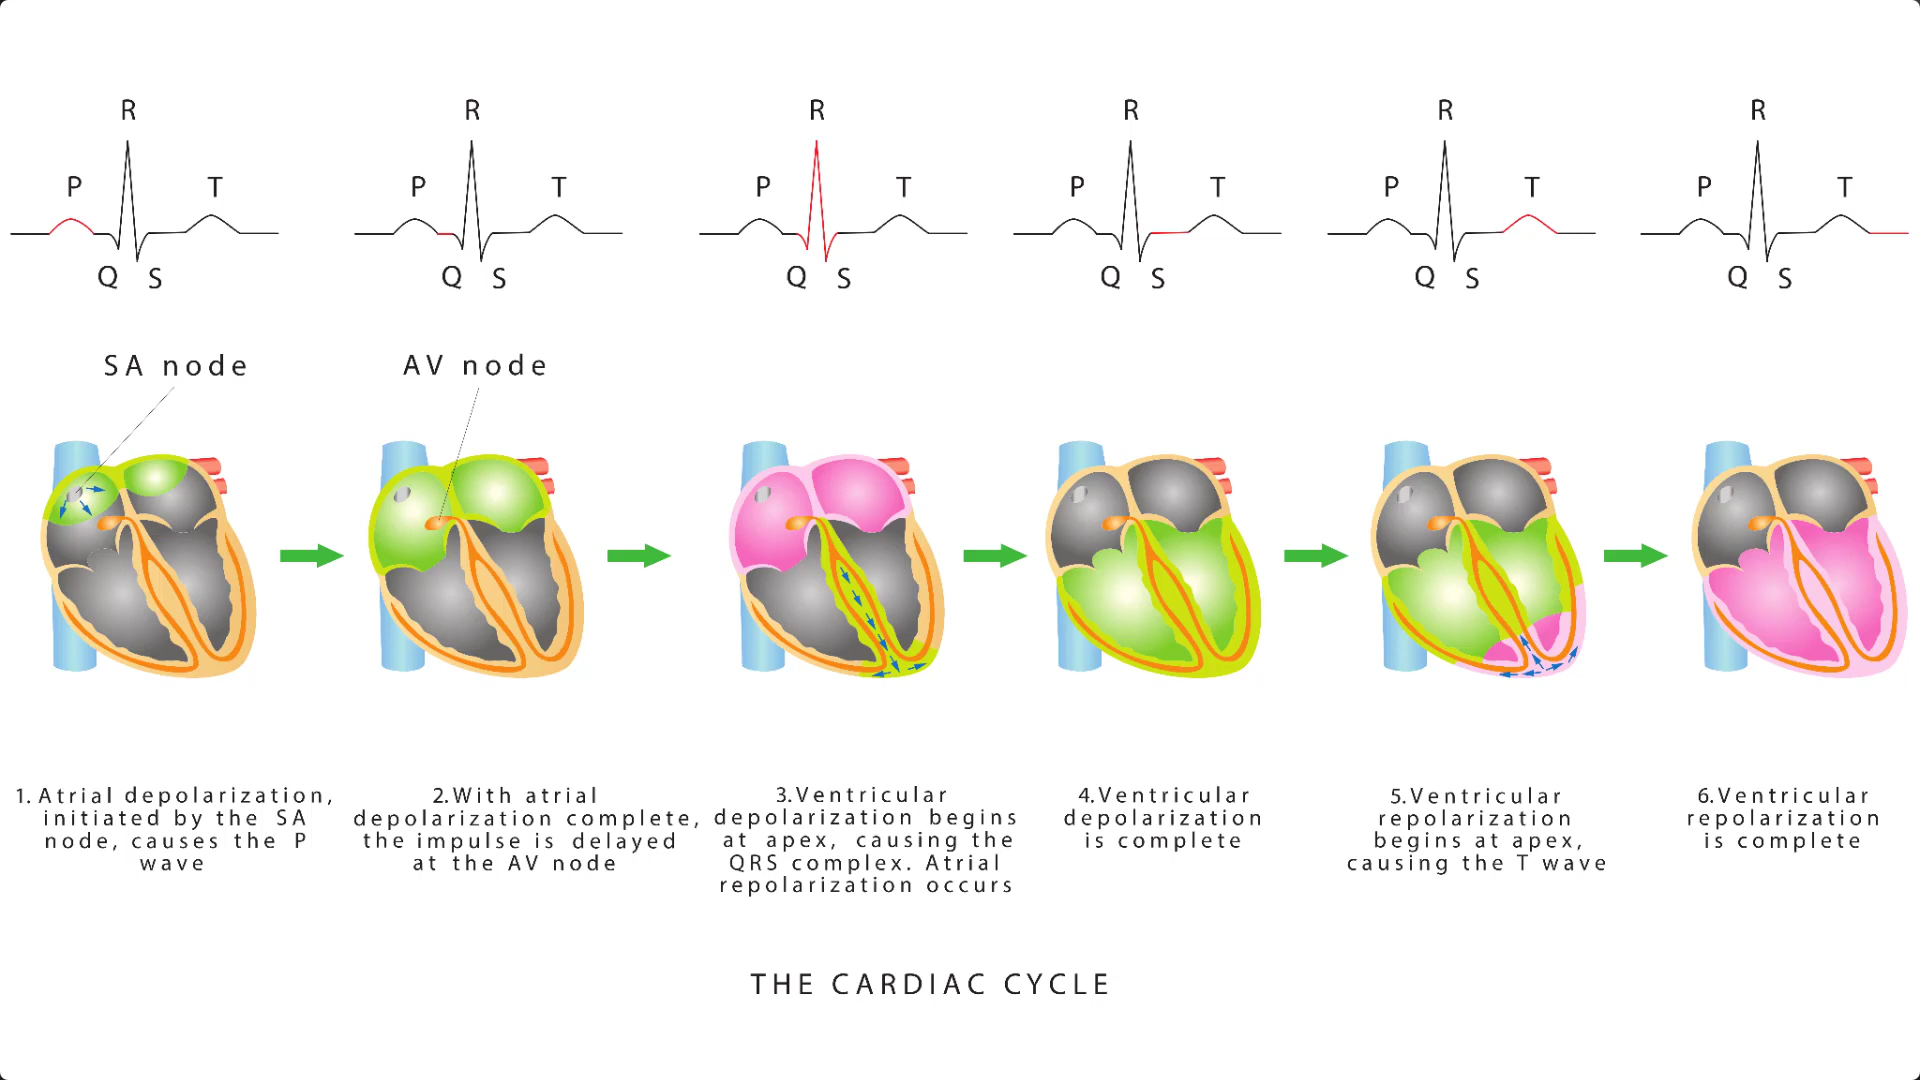 R
P
T
Q
S
R
P
T
Q
S
R
P
T
Q
S
R
P
T
Q
S
R
P
T
Q
S
R
P
T
Q
S
SA node
AV node
1. Atrial depolarization,
initiated by the SA
node, causes the P
wave
2.With atrial
depolarization complete,
the impulse is delayed
at the AV node
3.Ventricular
depolarization begins
at apex, causing the
QRS complex. Atrial
repolarization occurs
4.Ventricular
depolarization
is complete
5.Ventricular
repolarization
begins at apex,
causing the T wave
6.Ventricular
repolarization
is complete
THE CARDIAC CYCLE